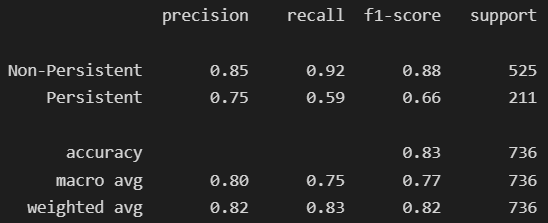 precision recall f1-score support
Non-Persistent 0.85 0.92 0.88 525
Persistent 0.75 0.59 0.66 211
accuracy 0.83 736
macro avg 0.80 0.75 0.77 736
weighted avg 0.82 0.83 0.82 736